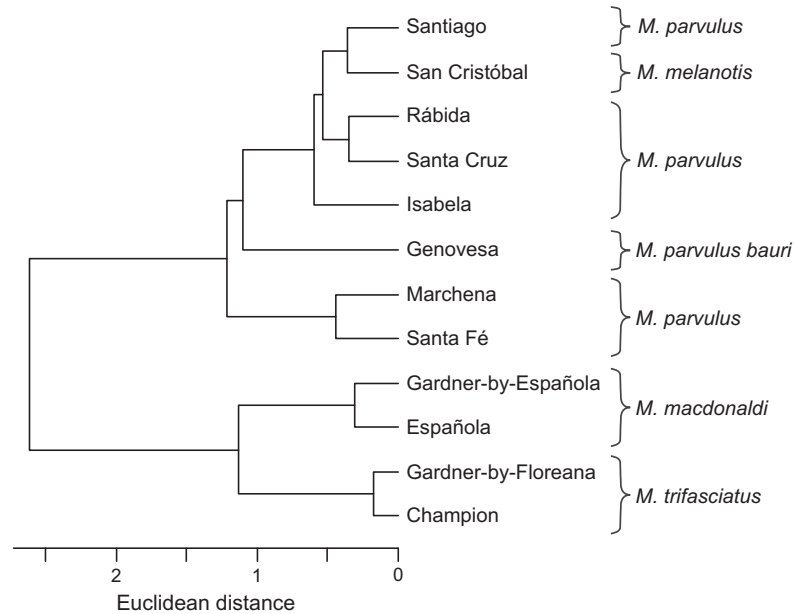 Santiago M. parvulus
San Cristóbal M. melanotis
Rábida
Santa Cruz M. parvulus
Isabela
Genovesa M. parvulus bauri
Marchena
M. parvulus
Santa Fé
Gardner-by-Española
M. macdonaldi
Española
Gardner-by-Floreana
M. trifasciatus
Champion
2 1 0
Euclidean distance